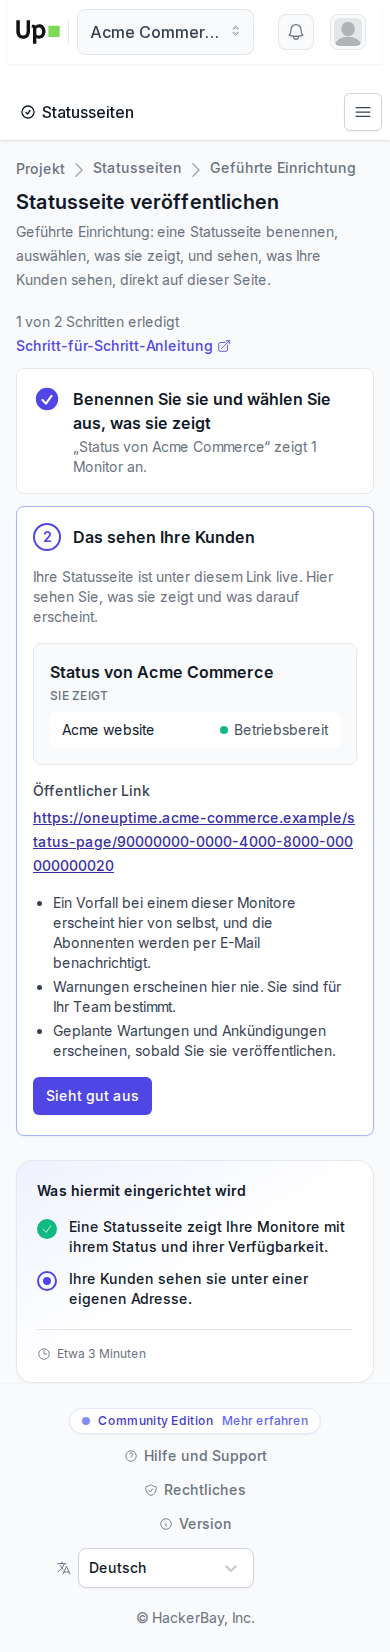 Up
Acme Commer…
Statusseiten
Projekt > Statusseiten > Geführte Einrichtung
Statusseite veröffentlichen
Geführte Einrichtung: eine Statusseite benennen,
auswählen, was sie zeigt, und sehen, was Ihre
Kunden sehen, direkt auf dieser Seite.
1 von 2 Schritten erledigt
Schritt-für-Schritt-Anleitung
Benennen Sie sie und wählen Sie
aus, was sie zeigt
„Status von Acme Commerce“ zeigt 1
Monitor an.
2 Das sehen Ihre Kunden
Ihre Statusseite ist unter diesem Link live. Hier
sehen Sie, was sie zeigt und was darauf
erscheint.
Status von Acme Commerce
SIE ZEIGT
Acme website Betriebsbereit
Öffentlicher Link
https://oneuptime.acme-commerce.example/s
tatus-page/90000000-0000-4000-8000-000
000000020
• Ein Vorfall bei einem dieser Monitore
erscheint hier von selbst, und die
Abonnenten werden per E-Mail
benachrichtigt.
• Warnungen erscheinen hier nie. Sie sind für
Ihr Team bestimmt.
• Geplante Wartungen und Ankündigungen
erscheinen, sobald Sie sie veröffentlichen.
Sieht gut aus
Was hiermit eingerichtet wird
Eine Statusseite zeigt Ihre Monitore mit
ihrem Status und ihrer Verfügbarkeit.
Ihre Kunden sehen sie unter einer
eigenen Adresse.
Etwa 3 Minuten
Community Edition Mehr erfahren
Hilfe und Support
Rechtliches
Version
Deutsch
© HackerBay, Inc.